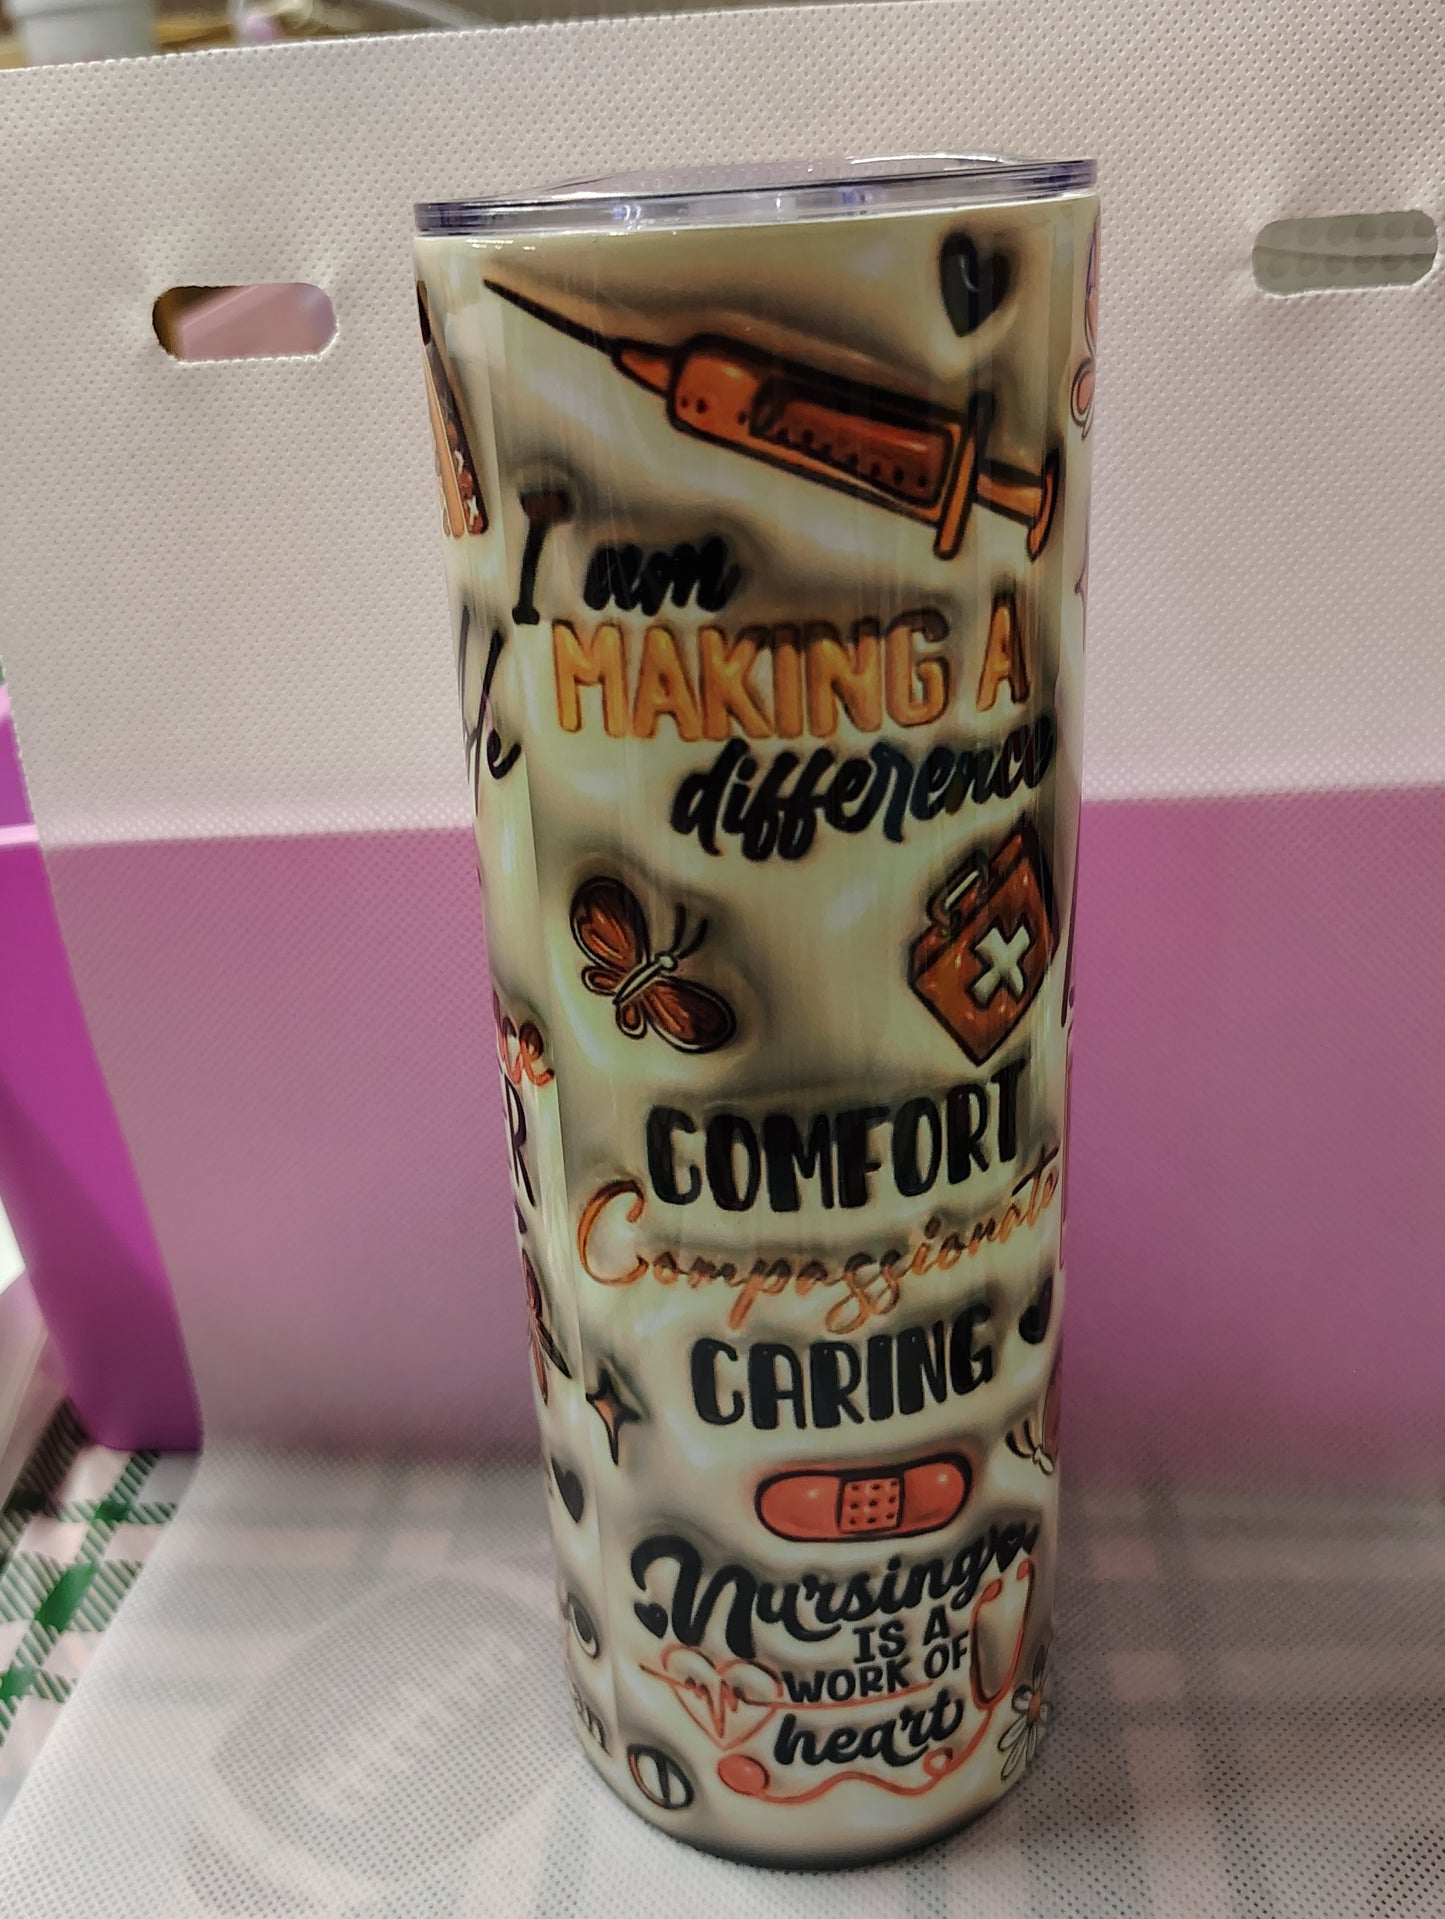 I am
MAKING A
difference
COMFORT
Compassionate
CARING
Nursing
IS A
WORK OF
heart